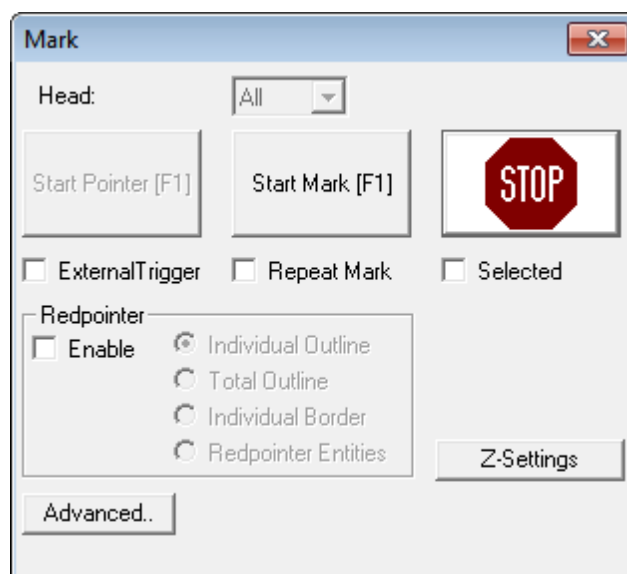 Mark
Head: All
Start Pointer [F1] Start Mark [F1] STOP
ExternalTrigger Repeat Mark Selected
Redpointer
Enable Individual Outline
Total Outline
Individual Border
Redpointer Entities Z-Settings
Advanced..